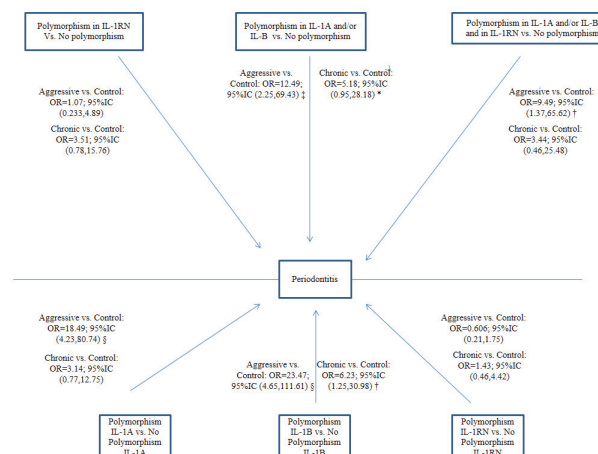 Polymorphism in IL-1RN
Vs. No polymorphism
Polymorphism in IL-1A and/or
IL-B vs. No polymorphism
Polymorphism in IL-1A and/or IL-B
and in IL-1RN vs. No polymorphism
Aggressive vs. Control:
OR=1.07; 95%IC
(0.233,4.89)
Chronic vs. Control:
OR=3.51; 95%IC
(0.78,15.76)
Aggressive vs.
Control: OR=12.49;
95%IC (2.25,69.43) ‡
Chronic vs. Control:
OR=5.18; 95%IC
(0.95,28.18) *
Aggressive vs. Control:
OR=9.49; 95%IC
(1.37,65.62) †
Chronic vs. Control:
OR=3.44; 95%IC
(0.46,25.48)
Periodontitis
Aggressive vs. Control:
OR=18.49; 95%IC
(4.23,80.74) §
Chronic vs. Control:
OR=3.14; 95%IC
(0.77,12.75)
Aggressive vs.
Control: OR=23.47;
95%IC (4.65,111.61) §
Chronic vs. Control:
OR=6.23; 95%IC
(1.25,30.98) †
Aggressive vs. Control:
OR=0.606; 95%IC
(0.21,1.75)
Chronic vs. Control:
OR=1.43; 95%IC
(0.46,4.42)
Polymorphism
IL-1A vs. No
Polymorphism
IL-1A
Polymorphism
IL-1B vs. No
Polymorphism
IL-1B
Polymorphism
IL-1RN vs. No
Polymorphism
IL-1RN